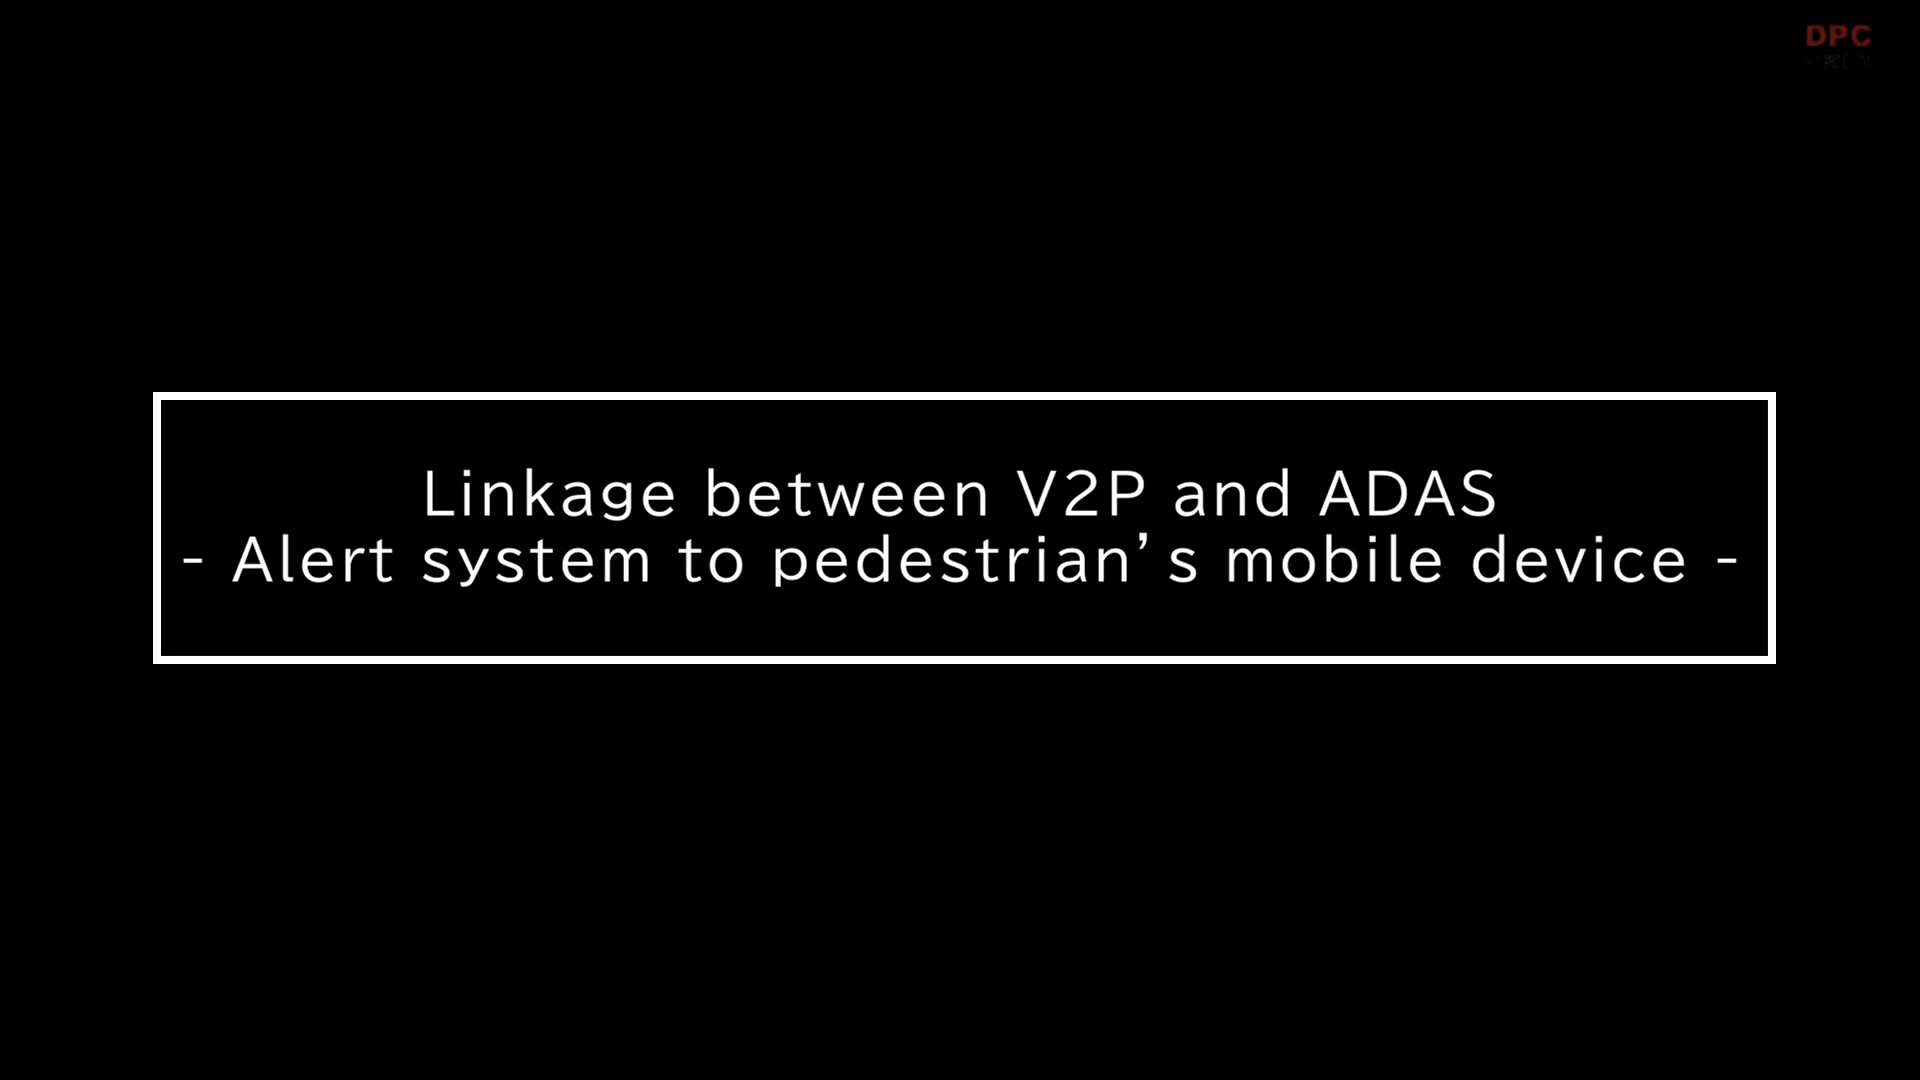 DPC
Linkage between V2P and ADAS
- Alert system to pedestrian’s mobile device -